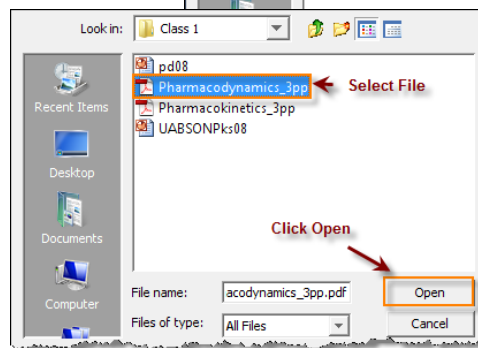 Look in:
Class 1
pd08
Pharmacodynamics_3pp
Select File
Pharmacokinetics_3pp
UABSONPks08
Recent Items
Desktop
Documents
Computer
Click Open
File name:
acodynamics_3pp.pdf
Open
Files of type:
All Files
Cancel